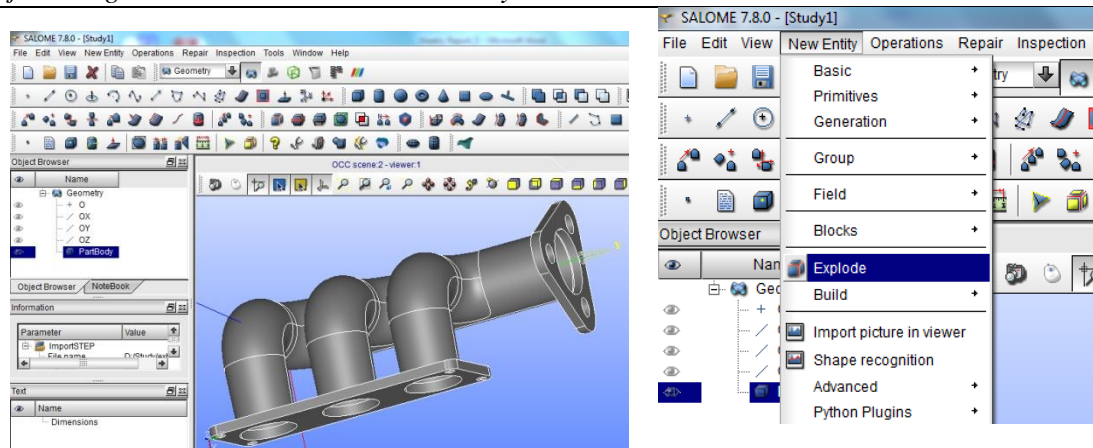 SALOME 7.8.0 - [Study1]
File Edit View New Entity Operations Repair Inspection Tools Window Help
Geometry
Object Browser
Name
Geometry
O
OX
OY
OZ
PartBody
Object Browser NoteBook
Information
Parameter Value
ImportSTEP
File name
Text
Name
Dimensions
OCC scene:2 - viewer:1
SALOME 7.8.0 - [Study1]
File Edit View New Entity Operations Repair Inspection
Basic
Primitives
Generation
Group
Field
Blocks
Explode
Build
Import picture in viewer
Shape recognition
Advanced
Python Plugins
try
Object Browser
Nan
Geo